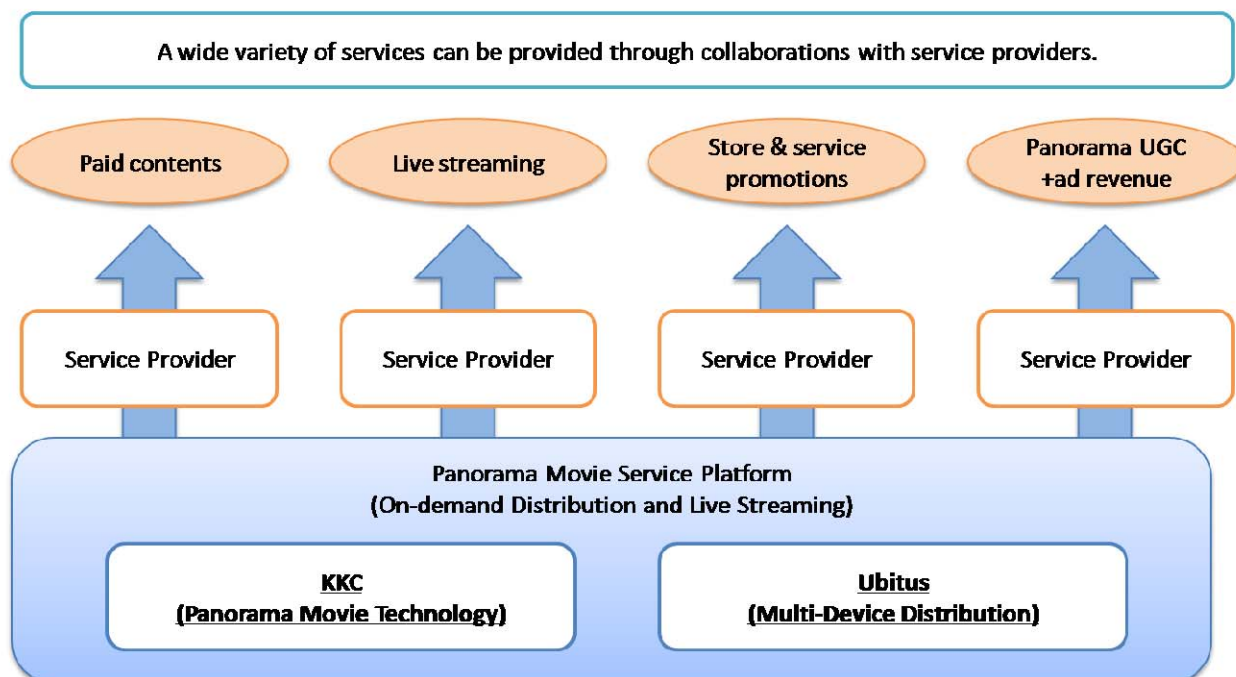 A wide variety of services can be provided through collaborations with service providers.
Paid contents
Live streaming
Store & service
promotions
Panorama UGC
+ad revenue
Service Provider
Service Provider
Service Provider
Service Provider
Panorama Movie Service Platform
(On-demand Distribution and Live Streaming)
KKC
(Panorama Movie Technology)
Ubitus
(Multi-Device Distribution)